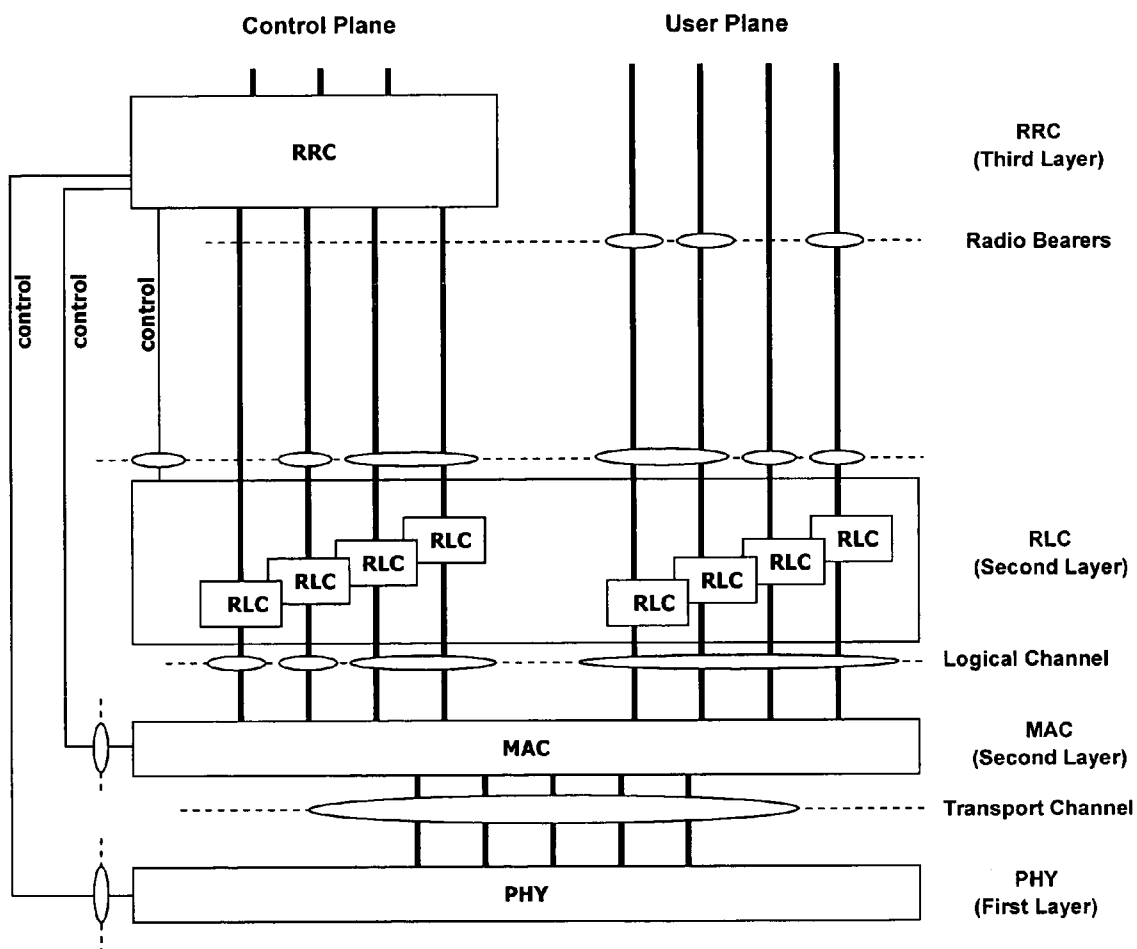 Control Plane
User Plane
RRC
RRC
(Third Layer)
Radio Bearers
control
control
control
RLC
RLC
RLC
RLC
RLC
RLC
RLC
RLC
RLC
(Second Layer)
Logical Channel
MAC
MAC
(Second Layer)
Transport Channel
PHY
PHY
(First Layer)